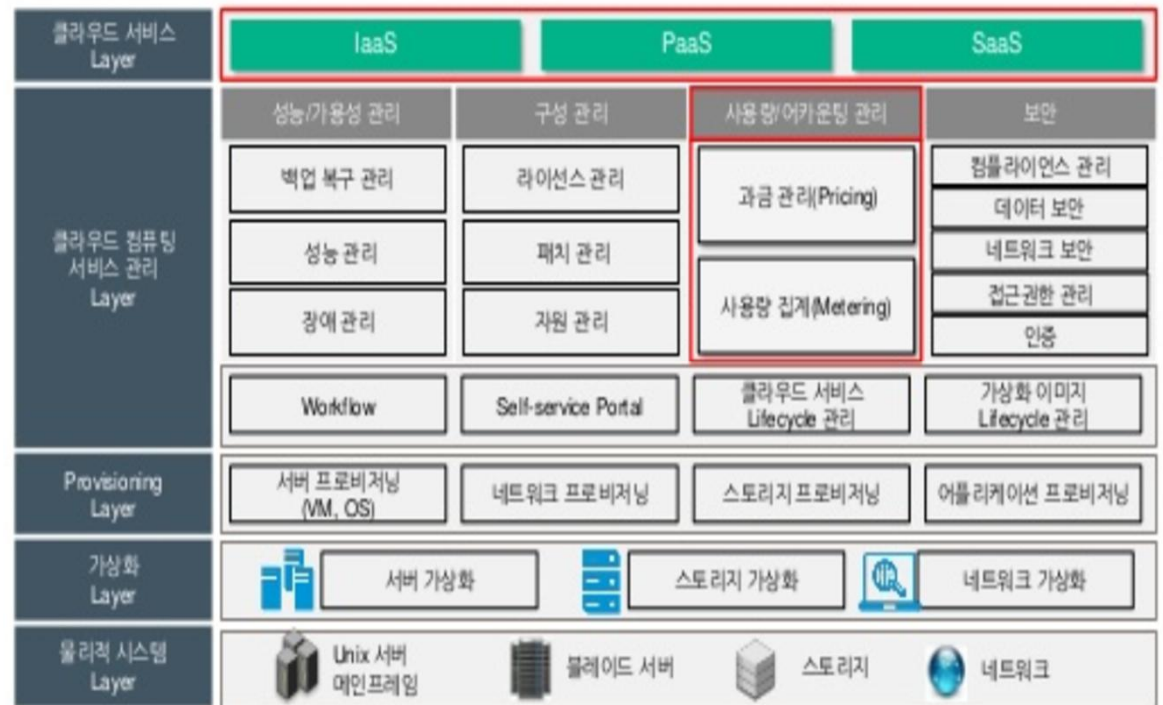 클라우드 서비스
Layer
IaaS
PaaS
SaaS
클라우드 컴퓨팅
서비스 관리
Layer
성능/가용성 관리
구성 관리
사용량/어카운팅 관리
보안
백업 복구 관리
라이선스 관리
과금 관리(Pricing)
컴플라이언스 관리
데이터 보안
성능 관리
패치 관리
네트워크 보안
장애 관리
자원 관리
사용량 집계(Metering)
접근권한 관리
인증
Workflow
Self-service Portal
클라우드 서비스
Lifecycle 관리
가상화 이미지
Lifecycle 관리
Provisioning
Layer
서버 프로비저닝
(VM, OS)
네트워크 프로비저닝
스토리지 프로비저닝
어플리케이션 프로비저닝
가상화
Layer
서버 가상화
스토리지 가상화
네트워크 가상화
물리적 시스템
Layer
Unix 서버
메인프레임
블레이드 서버
스토리지
네트워크